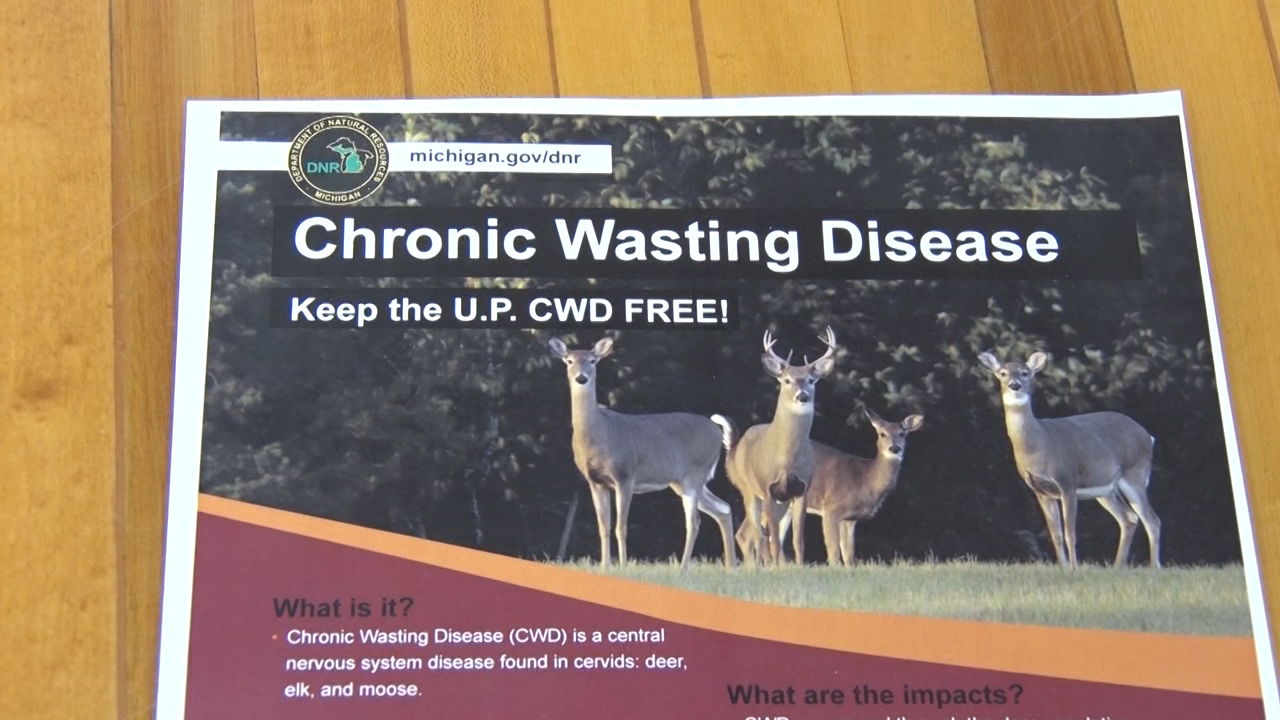 DEPARTMENT OF NATURAL RESOURCES
DNR
MICHIGAN
michigan.gov/dnr
Chronic Wasting Disease
Keep the U.P. CWD FREE!
What is it?
• Chronic Wasting Disease (CWD) is a central
nervous system disease found in cervids: deer,
elk, and moose.
What are the impacts?